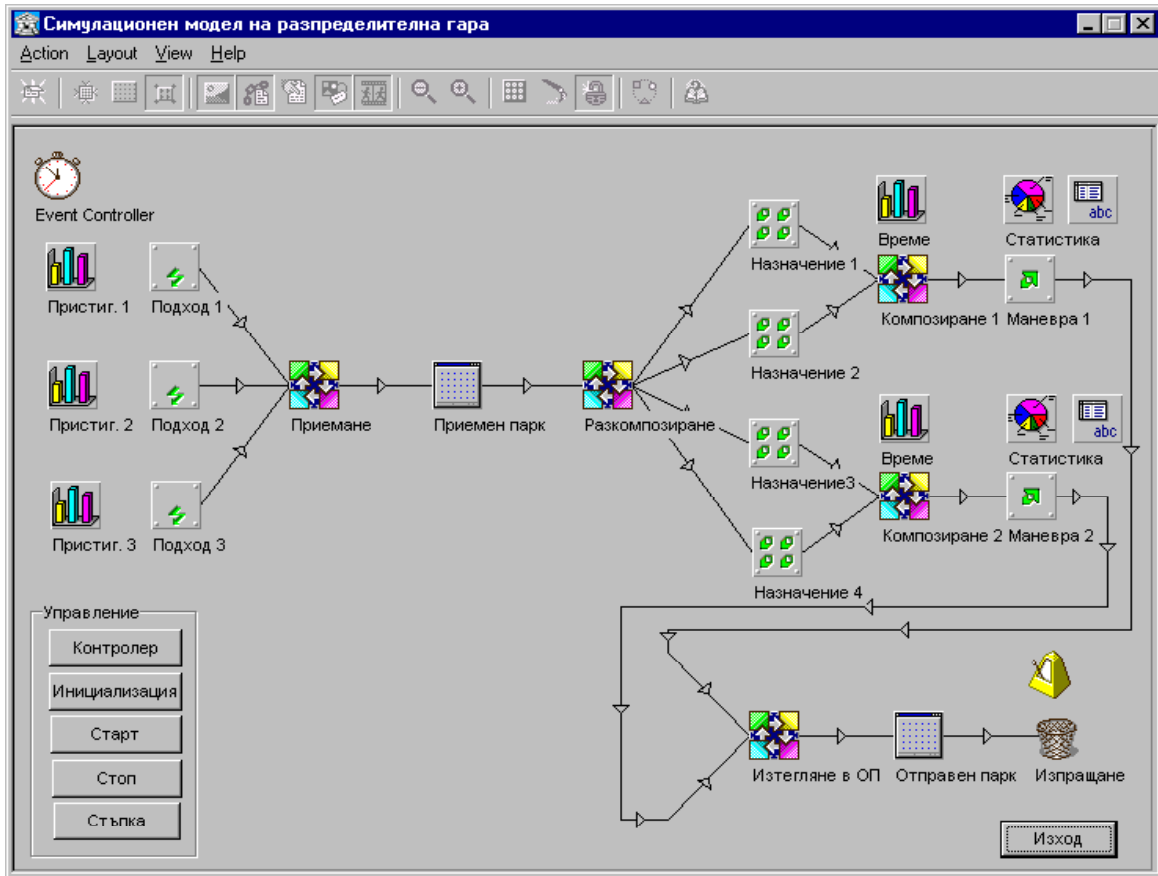 Симулационен модел на разпределителна гара
Action Layout View Help
Event Controller
abc
Време
Статистика
Назначение 1
Пристиг. 1
Подход 1
Композиране 1
Маневра 1
Назначение 2
abc
Пристиг. 2
Подход 2
Приемане
Приемен парк
Разкомпозиране
Време
Статистика
Назначение3
Пристиг. 3
Подход 3
Композиране 2
Маневра 2
Назначение 4
Управление
Контролер
Инициализация
Старт
Стоп
Стъпка
Изтегляне в ОП
Отправен парк
Изпращане
Изход